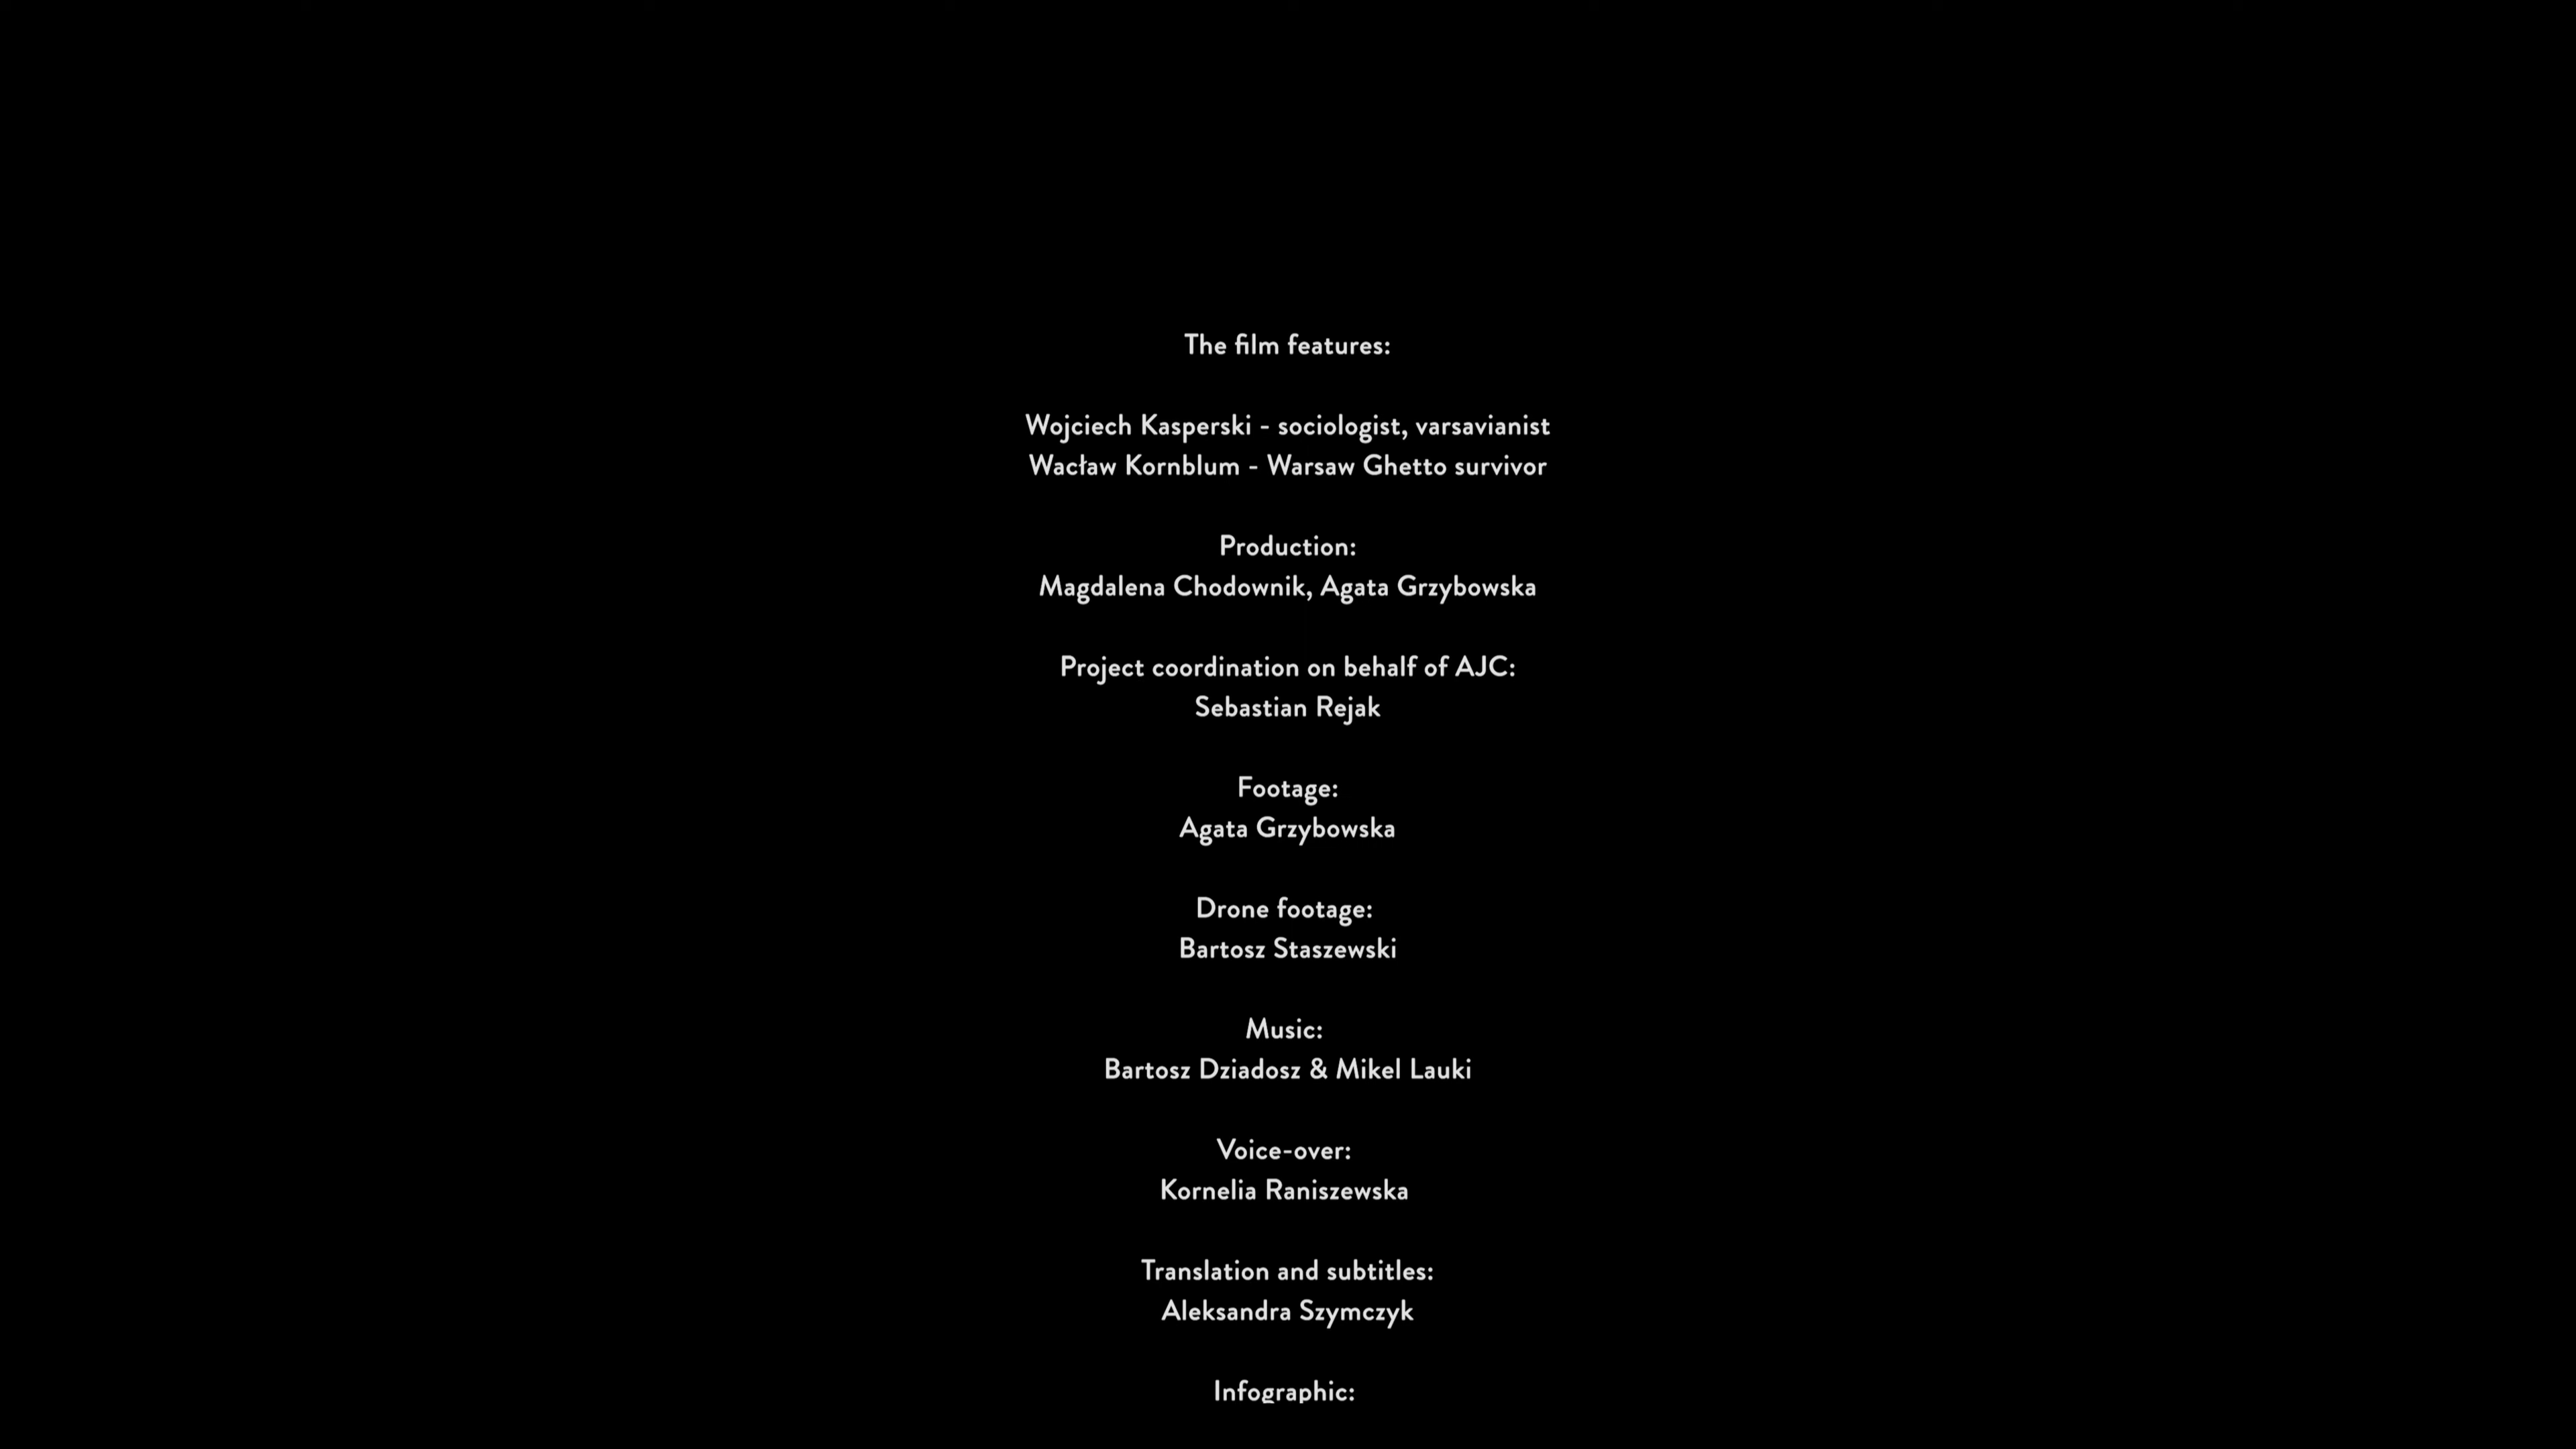 The film features:
Wojciech Kasperski - sociologist, varsavianist
Wacław Kornblum - Warsaw Ghetto survivor
Production:
Magdalena Chodownik, Agata Grzybowska
Project coordination on behalf of AJC:
Sebastian Rejak
Footage:
Agata Grzybowska
Drone footage:
Bartosz Staszewski
Music:
Bartosz Dziadosz & Mikel Lauki
Voice-over:
Kornelia Raniszewska
Translation and subtitles:
Aleksandra Szymczyk
Infographic: